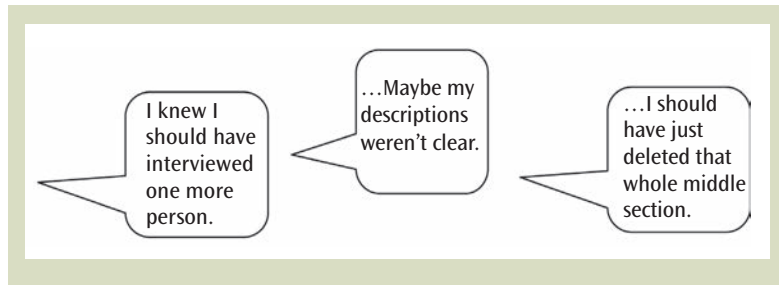 I knew I
should have
interviewed
one more
person.
…Maybe my
descriptions
weren't clear.
…I should
have just
deleted that
whole middle
section.